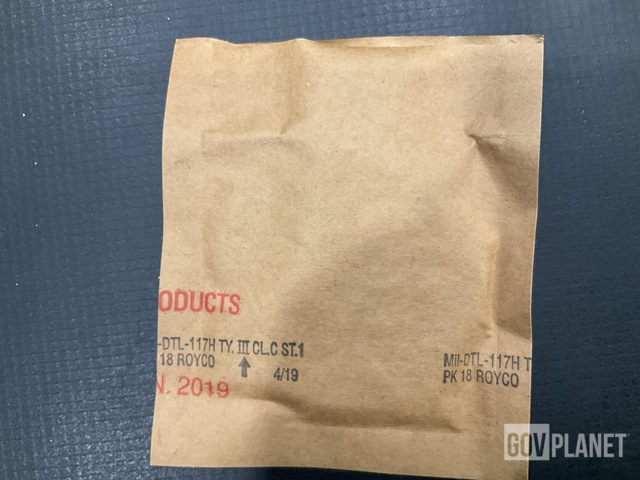 ODUCTS
-DTL-117H TY. III CL.C ST.1
18 ROYCO
4/19
N. 2019
Mil-DTL-117H T
PK 18 ROYCO
GOVPLANET